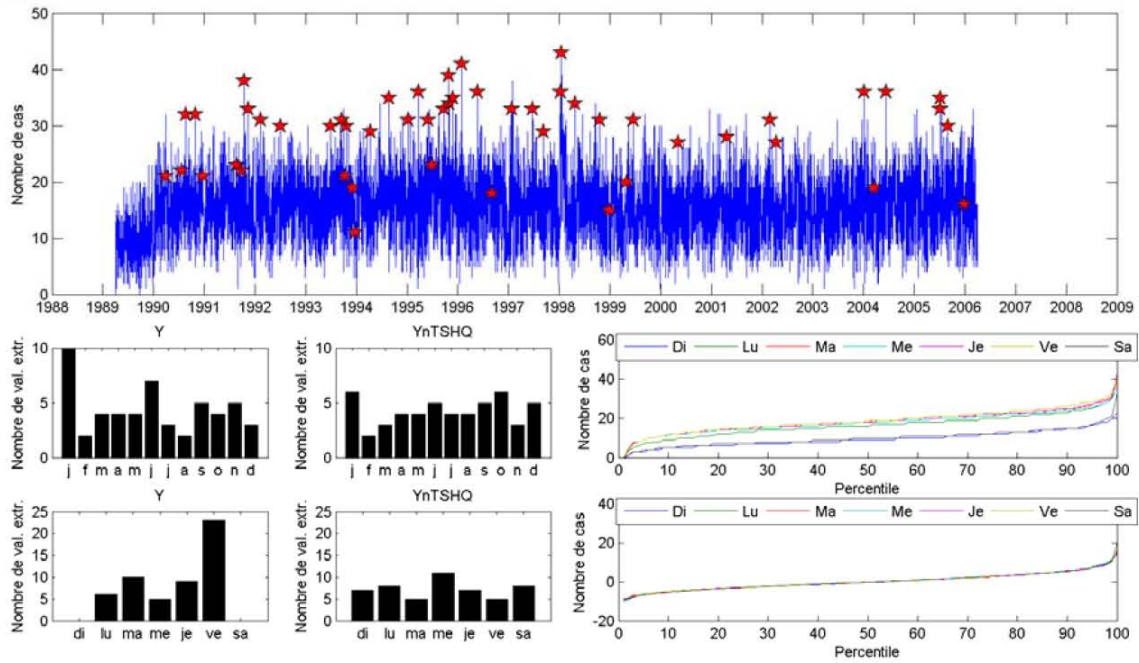 50
40
30
20
10
0
Nombre de cas
1988 1989 1990 1991 1992 1993 1994 1995 1996 1997 1998 1999 2000 2001 2002 2003 2004 2005 2006 2007 2008 2009
Y
10
5
0
Nombre de val. extr.
j f m a m j j a s o n d
YnTSHQ
10
5
0
Nombre de val. extr.
j f m a m j j a s o n d
60
40
20
0
Nombre de cas
Di Lu Ma Me Je Ve Sa
1 10 20 30 40 50 60 70 80 90 100
Percentile
Y
25
20
15
10
5
0
Nombre de val. extr.
di lu ma me je ve sa
YnTSHQ
25
20
15
10
5
0
Nombre de val. extr.
di lu ma me je ve sa
40
20
0
-20
Nombre de cas
Di Lu Ma Me Je Ve Sa
1 10 20 30 40 50 60 70 80 90 100
Percentile